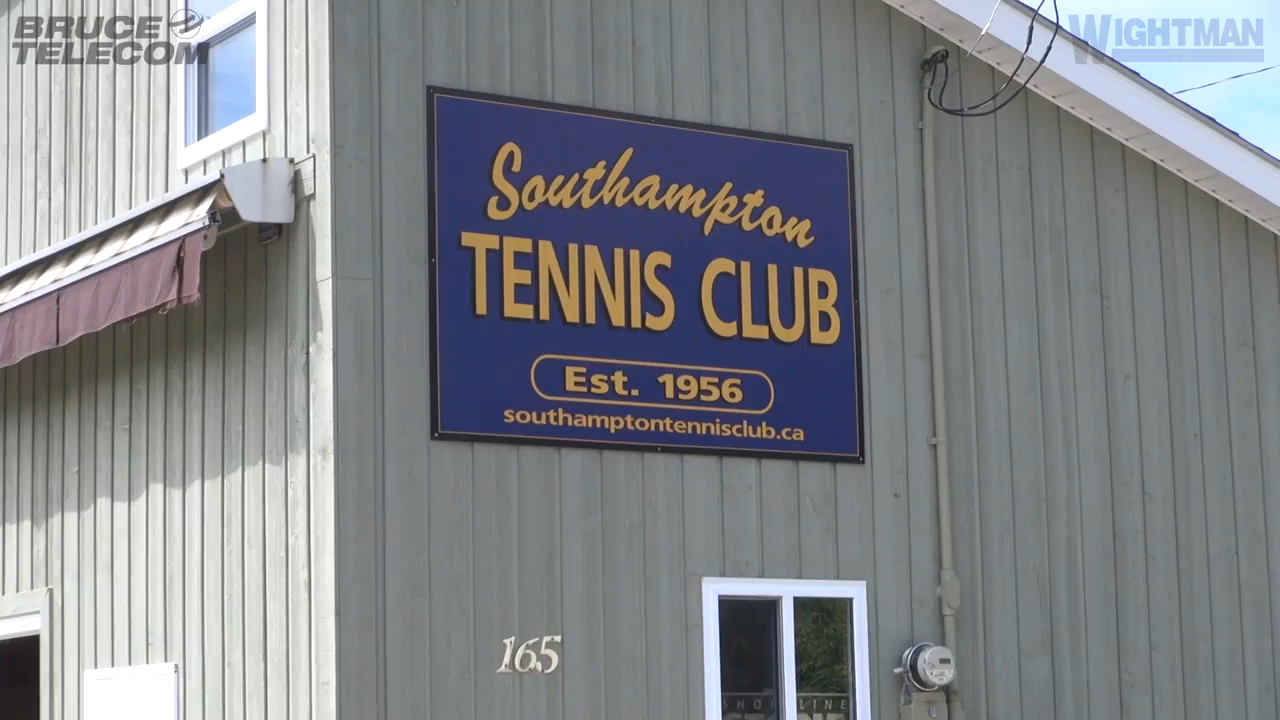 BRUCE
TELECOM
WIGHTMAN
Southampton
TENNIS CLUB
Est. 1956
southamptontennisclub.ca
165